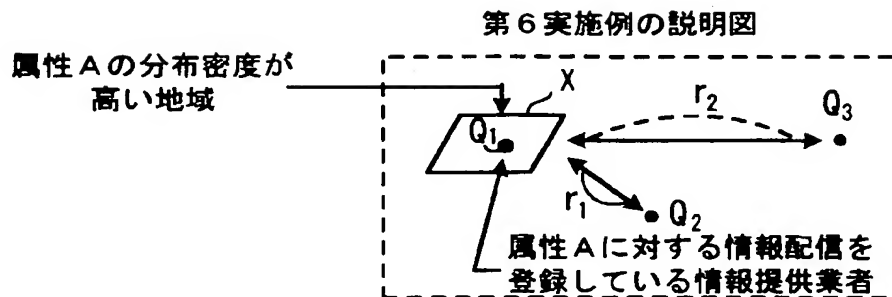 第6実施例の説明図
属性Aの分布密度が
高い地域
X
r2
Q3
Q1
r1
Q2
属性Aに対する情報配信を
登録している情報提供業者